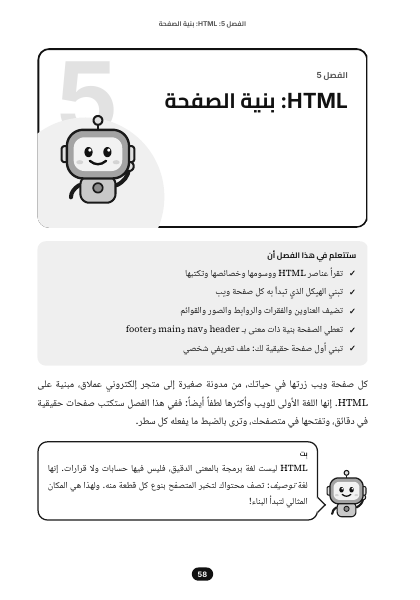 الفصل 5: HTML: بنية الصفحة
5
الفصل 5
HTML: بنية الصفحة
ستتعلم في هذا الفصل أن
✓ تقرأ عناصر HTML ووسومها وخصائصها وتكتبها
✓ تبني الهيكل الذي تبدأ به كل صفحة ويب
✓ تضيف العناوين والفقرات والروابط والصور والقوائم
✓ تعطي الصفحة بنية ذات معنى بـ header وnav وmain وfooter
✓ تبني أول صفحة حقيقية لك: ملف تعريفي شخصي
كل صفحة ويب زرتها في حياتك، من مدونة صغيرة إلى متجر إلكتروني عملاق، مبنية على
HTML. إنها اللغة الأولى للويب وأكثرها لطفاً أيضاً: ففي هذا الفصل ستكتب صفحات حقيقية
في دقائق، وتفتحها في متصفحك، وترى بالضبط ما يفعله كل سطر.
بت
HTML ليست لغة برمجة بالمعنى الدقيق، فليس فيها حسابات ولا قرارات. إنها
لغة توصيف: تصف محتواك لتخبر المتصفح بنوع كل قطعة منه. ولهذا هي المكان
المثالي لتبدأ البناء!
58